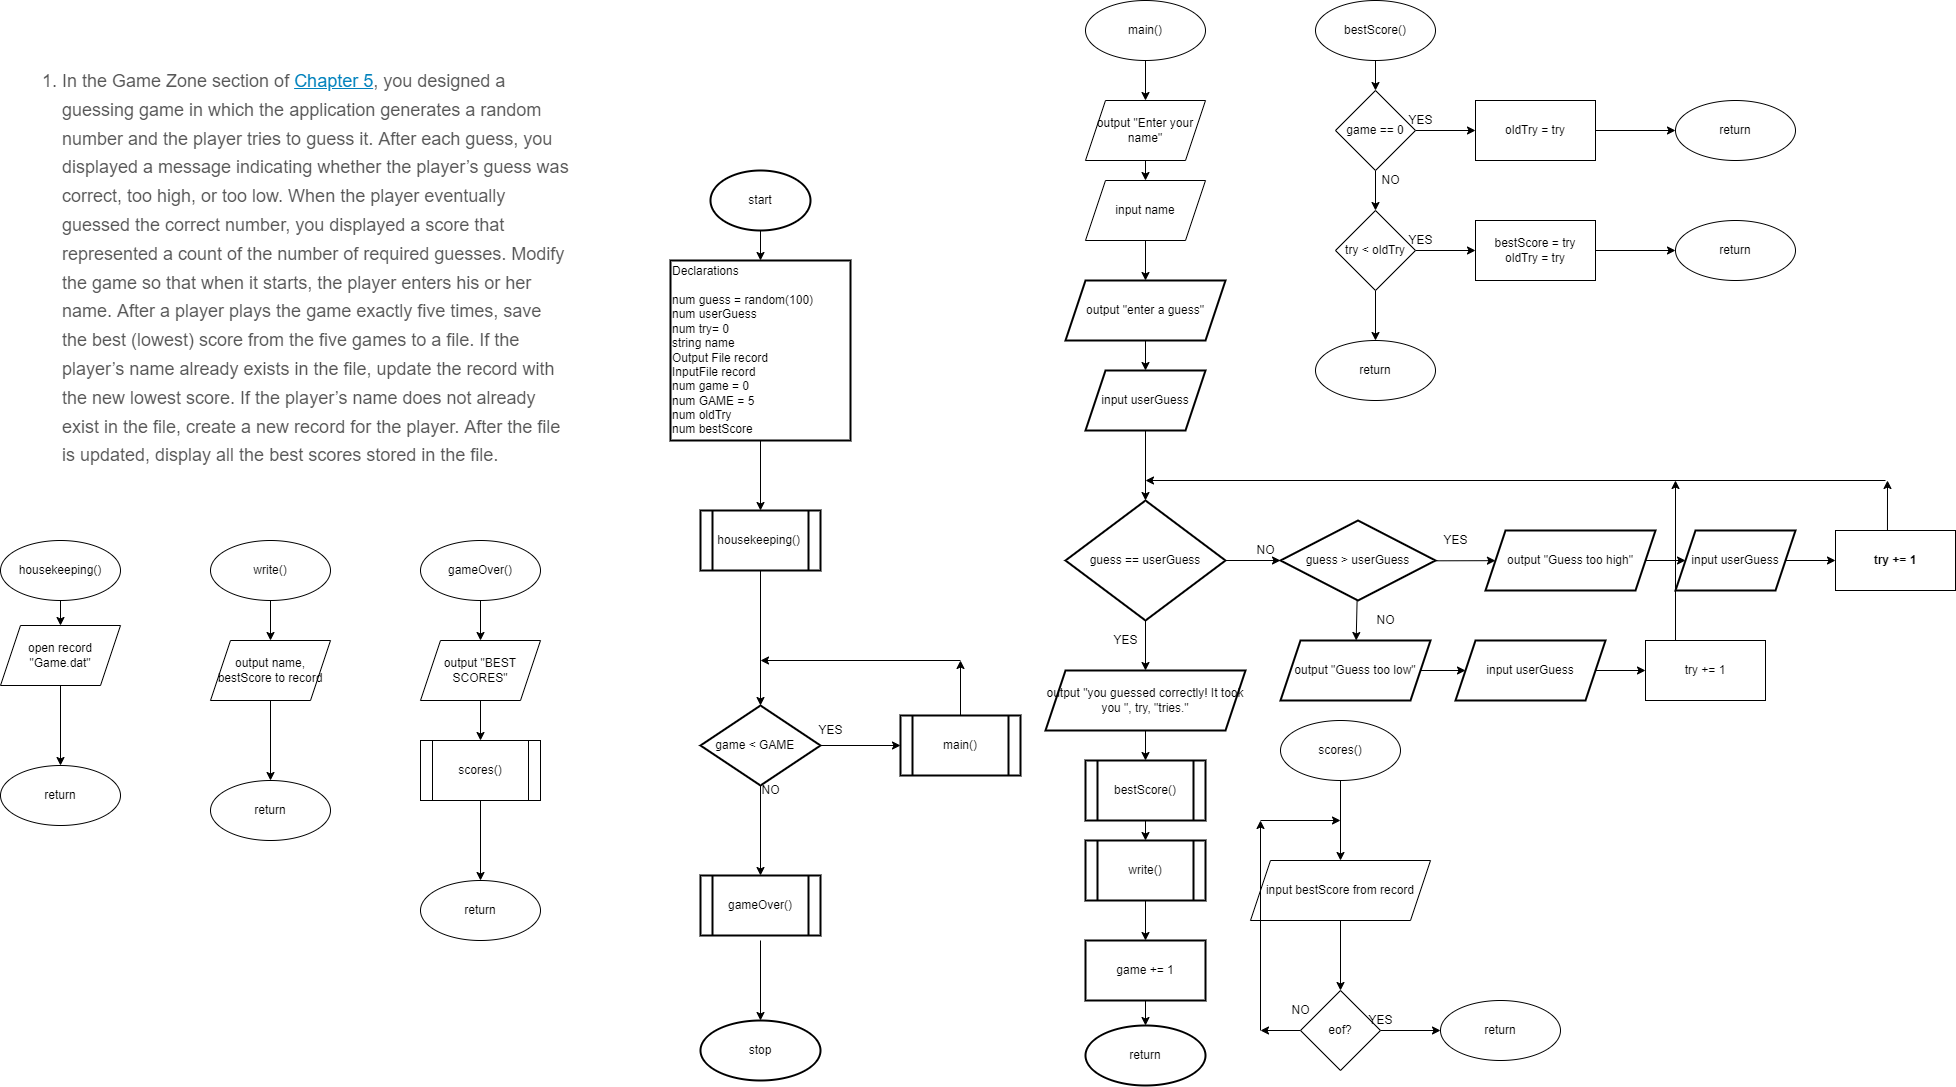 1. In the Game Zone section of Chapter 5, you designed a
guessing game in which the application generates a random
number and the player tries to guess it. After each guess, you
displayed a message indicating whether the player’s guess was
correct, too high, or too low. When the player eventually
guessed the correct number, you displayed a score that
represented a count of the number of required guesses. Modify
the game so that when it starts, the player enters his or her
name. After a player plays the game exactly five times, save
the best (lowest) score from the five games to a file. If the
player’s name already exists in the file, update the record with
the new lowest score. If the player’s name does not already
exist in the file, create a new record for the player. After the file
is updated, display all the best scores stored in the file.
housekeeping()
open record
"Game.dat"
return
write()
output name,
bestScore to record
return
gameOver()
output "BEST
SCORES"
scores()
return
start
Declarations
num guess = random(100)
num userGuess
num try= 0
string name
Output File record
InputFile record
num game = 0
num GAME = 5
num oldTry
num bestScore
housekeeping()
game < GAME
YES
main()
NO
gameOver()
stop
main()
output "Enter your
name"
input name
output "enter a guess"
input userGuess
guess == userGuess
NO
guess > userGuess
YES
output "Guess too high"
input userGuess
try += 1
NO
output "Guess too low"
input userGuess
try += 1
YES
output "you guessed correctly! It took
you ", try, "tries."
bestScore()
write()
game += 1
return
bestScore()
game == 0
YES
oldTry = try
return
NO
try < oldTry
YES
bestScore = try
oldTry = try
return
return
scores()
input bestScore from record
NO
eof?
YES
return